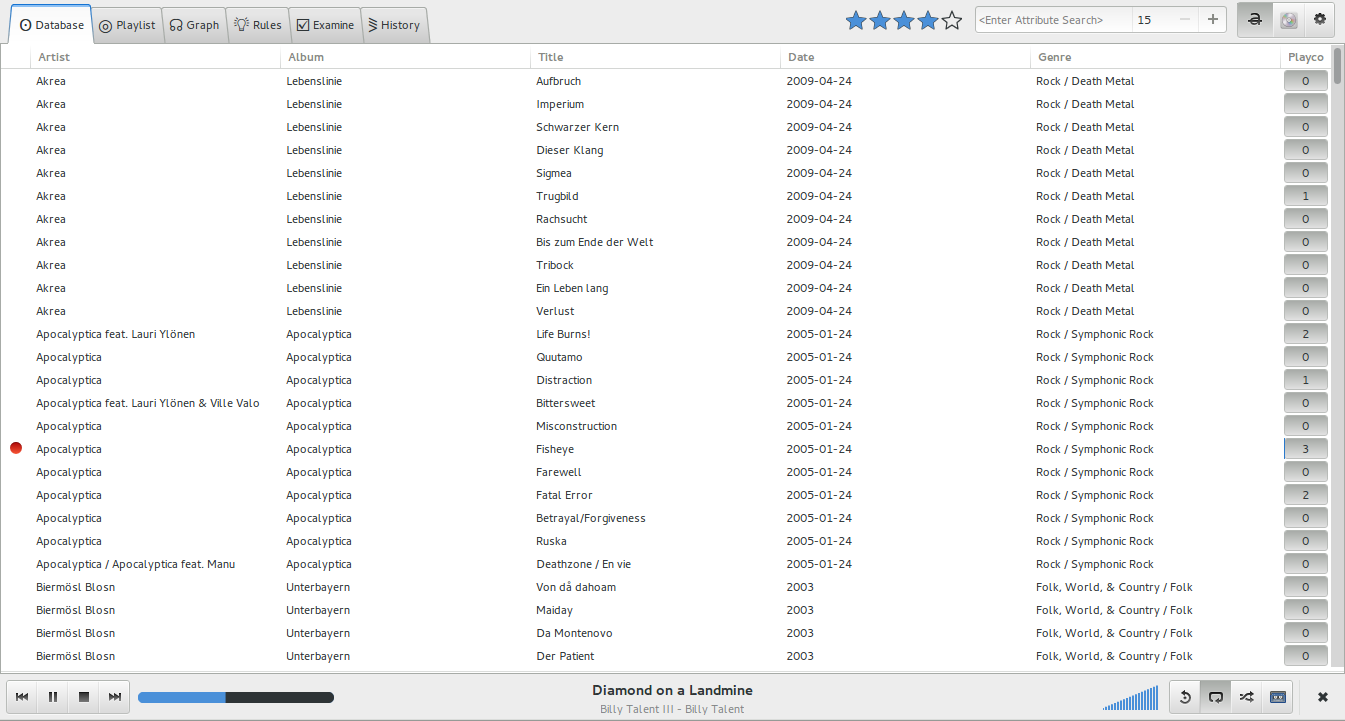 Database Playlist Graph Rules Examine History <Enter Attribute Search> 15
Artist Album Title Date Genre Playco
Akrea Lebenslinie Aufbruch 2009-04-24 Rock / Death Metal 0
Akrea Lebenslinie Imperium 2009-04-24 Rock / Death Metal 0
Akrea Lebenslinie Schwarzer Kern 2009-04-24 Rock / Death Metal 0
Akrea Lebenslinie Dieser Klang 2009-04-24 Rock / Death Metal 0
Akrea Lebenslinie Sigmea 2009-04-24 Rock / Death Metal 0
Akrea Lebenslinie Trugbild 2009-04-24 Rock / Death Metal 1
Akrea Lebenslinie Rachsucht 2009-04-24 Rock / Death Metal 0
Akrea Lebenslinie Bis zum Ende der Welt 2009-04-24 Rock / Death Metal 0
Akrea Lebenslinie Tribock 2009-04-24 Rock / Death Metal 0
Akrea Lebenslinie Ein Leben lang 2009-04-24 Rock / Death Metal 0
Akrea Lebenslinie Verlust 2009-04-24 Rock / Death Metal 0
Apocalyptica feat. Lauri Ylönen Apocalyptica Life Burns! 2005-01-24 Rock / Symphonic Rock 2
Apocalyptica Apocalyptica Quutamo 2005-01-24 Rock / Symphonic Rock 0
Apocalyptica Apocalyptica Distraction 2005-01-24 Rock / Symphonic Rock 1
Apocalyptica feat. Lauri Ylönen & Ville Valo Apocalyptica Bittersweet 2005-01-24 Rock / Symphonic Rock 0
Apocalyptica Apocalyptica Misconstruction 2005-01-24 Rock / Symphonic Rock 0
Apocalyptica Apocalyptica Fisheye 2005-01-24 Rock / Symphonic Rock 3
Apocalyptica Apocalyptica Farewell 2005-01-24 Rock / Symphonic Rock 0
Apocalyptica Apocalyptica Fatal Error 2005-01-24 Rock / Symphonic Rock 2
Apocalyptica Apocalyptica Betrayal/Forgiveness 2005-01-24 Rock / Symphonic Rock 0
Apocalyptica Apocalyptica Ruska 2005-01-24 Rock / Symphonic Rock 0
Apocalyptica / Apocalyptica feat. Manu Apocalyptica Deathzone / En vie 2005-01-24 Rock / Symphonic Rock 0
Biermösl Blosn Unterbayern Von då dahoam 2003 Folk, World, & Country / Folk 0
Biermösl Blosn Unterbayern Maiday 2003 Folk, World, & Country / Folk 0
Biermösl Blosn Unterbayern Da Montenovo 2003 Folk, World, & Country / Folk 0
Biermösl Blosn Unterbayern Der Patient 2003 Folk, World, & Country / Folk 0
Diamond on a Landmine
Billy Talent III - Billy Talent